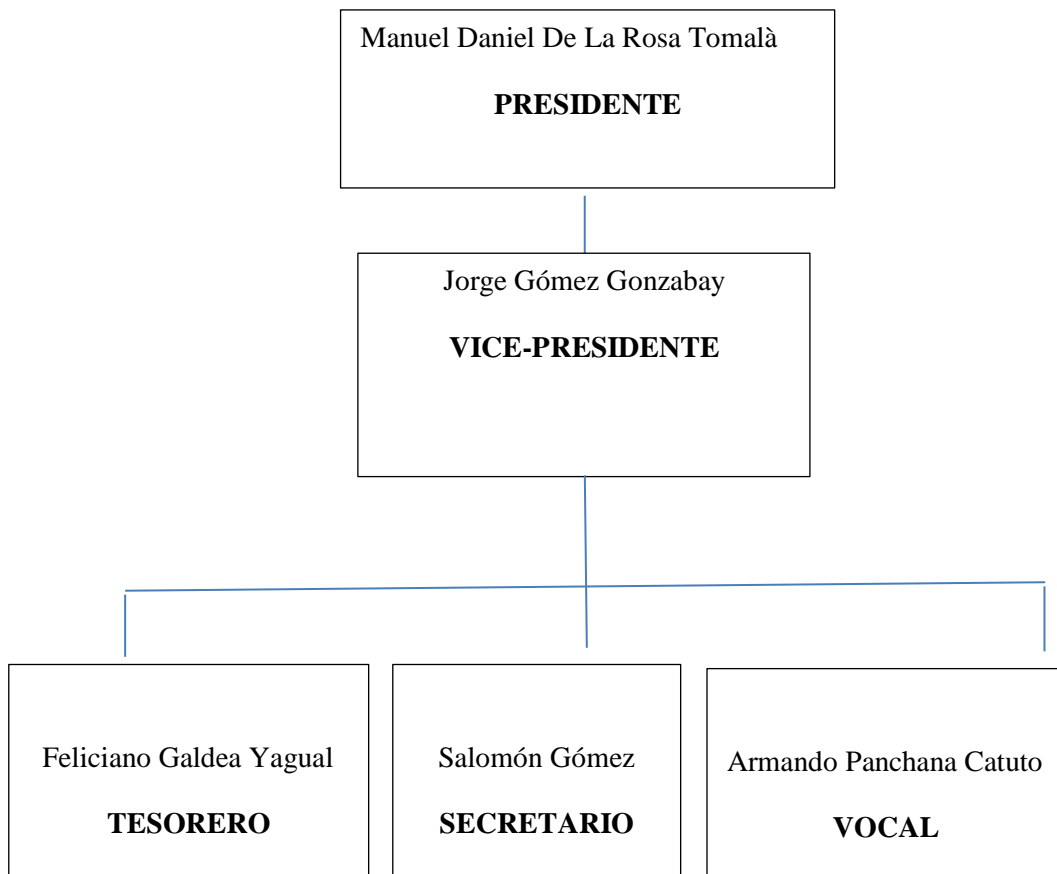 Manuel Daniel De La Rosa Tomalà
PRESIDENTE
Jorge Gómez Gonzabay
VICE-PRESIDENTE
Feliciano Galdea Yagual
TESORERO
Salomón Gómez
SECRETARIO
Armando Panchana Catuto
VOCAL